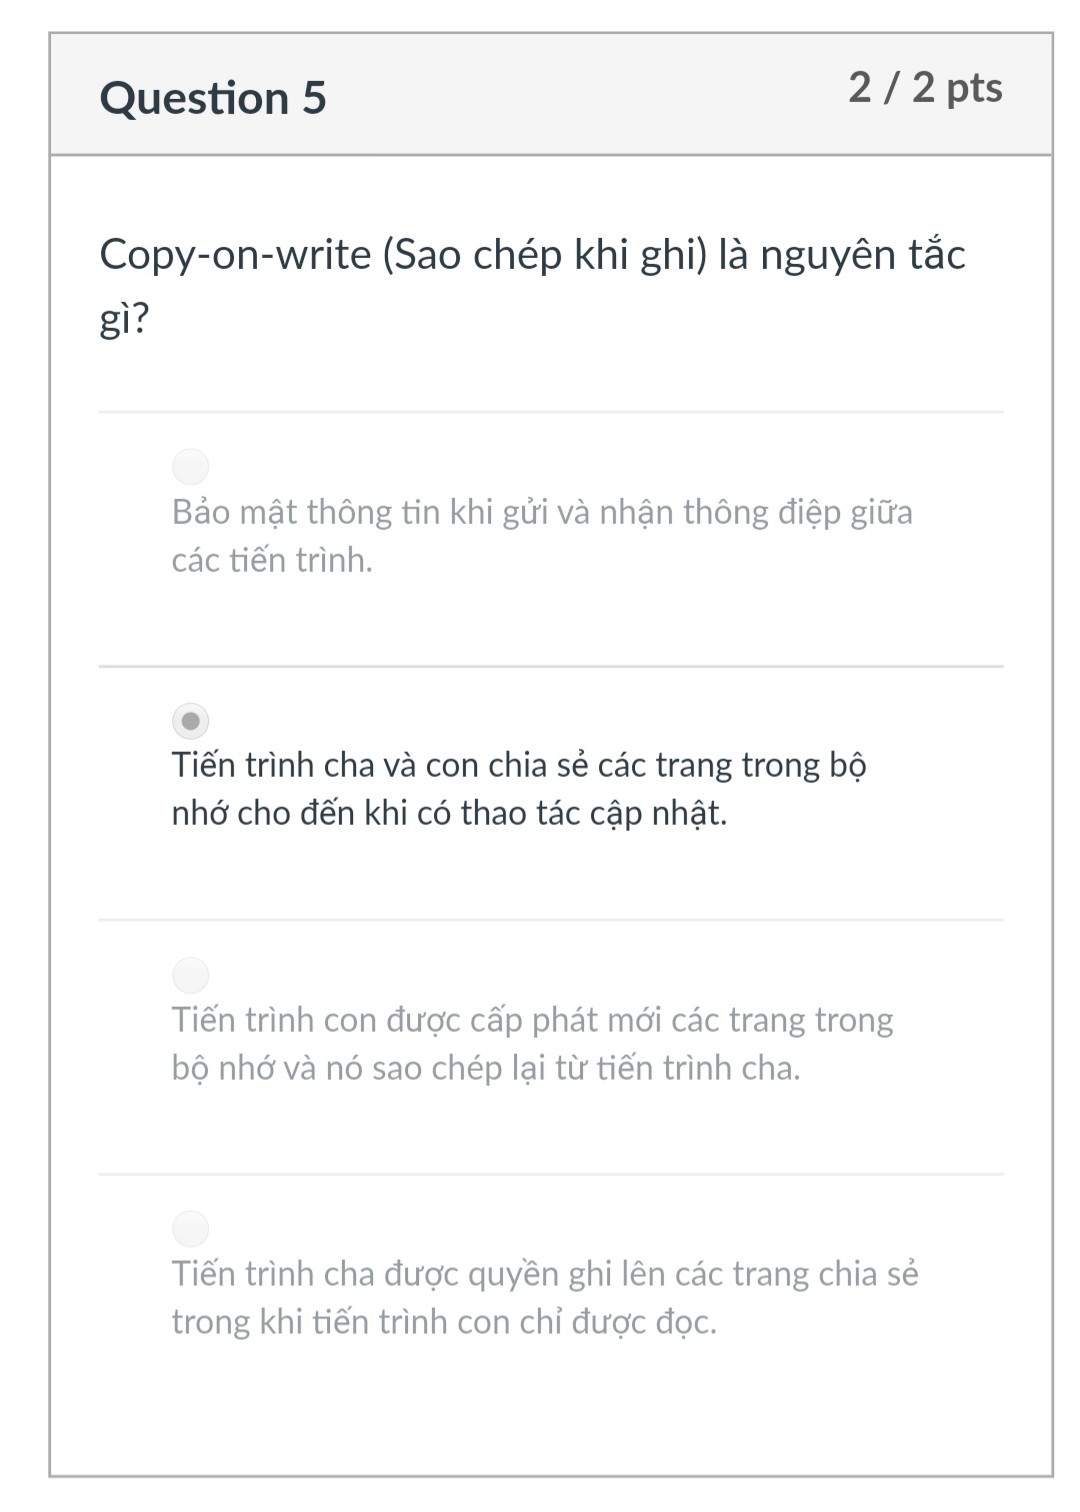 Question 5
2 / 2 pts
Copy-on-write (Sao chép khi ghi) là nguyên tắc
gì?
Bảo mật thông tin khi gửi và nhận thông điệp giữa
các tiến trình.
Tiến trình cha và con chia sẻ các trang trong bộ
nhớ cho đến khi có thao tác cập nhật.
Tiến trình con được cấp phát mới các trang trong
bộ nhớ và nó sao chép lại từ tiến trình cha.
Tiến trình cha được quyền ghi lên các trang chia sẻ
trong khi tiến trình con chỉ được đọc.